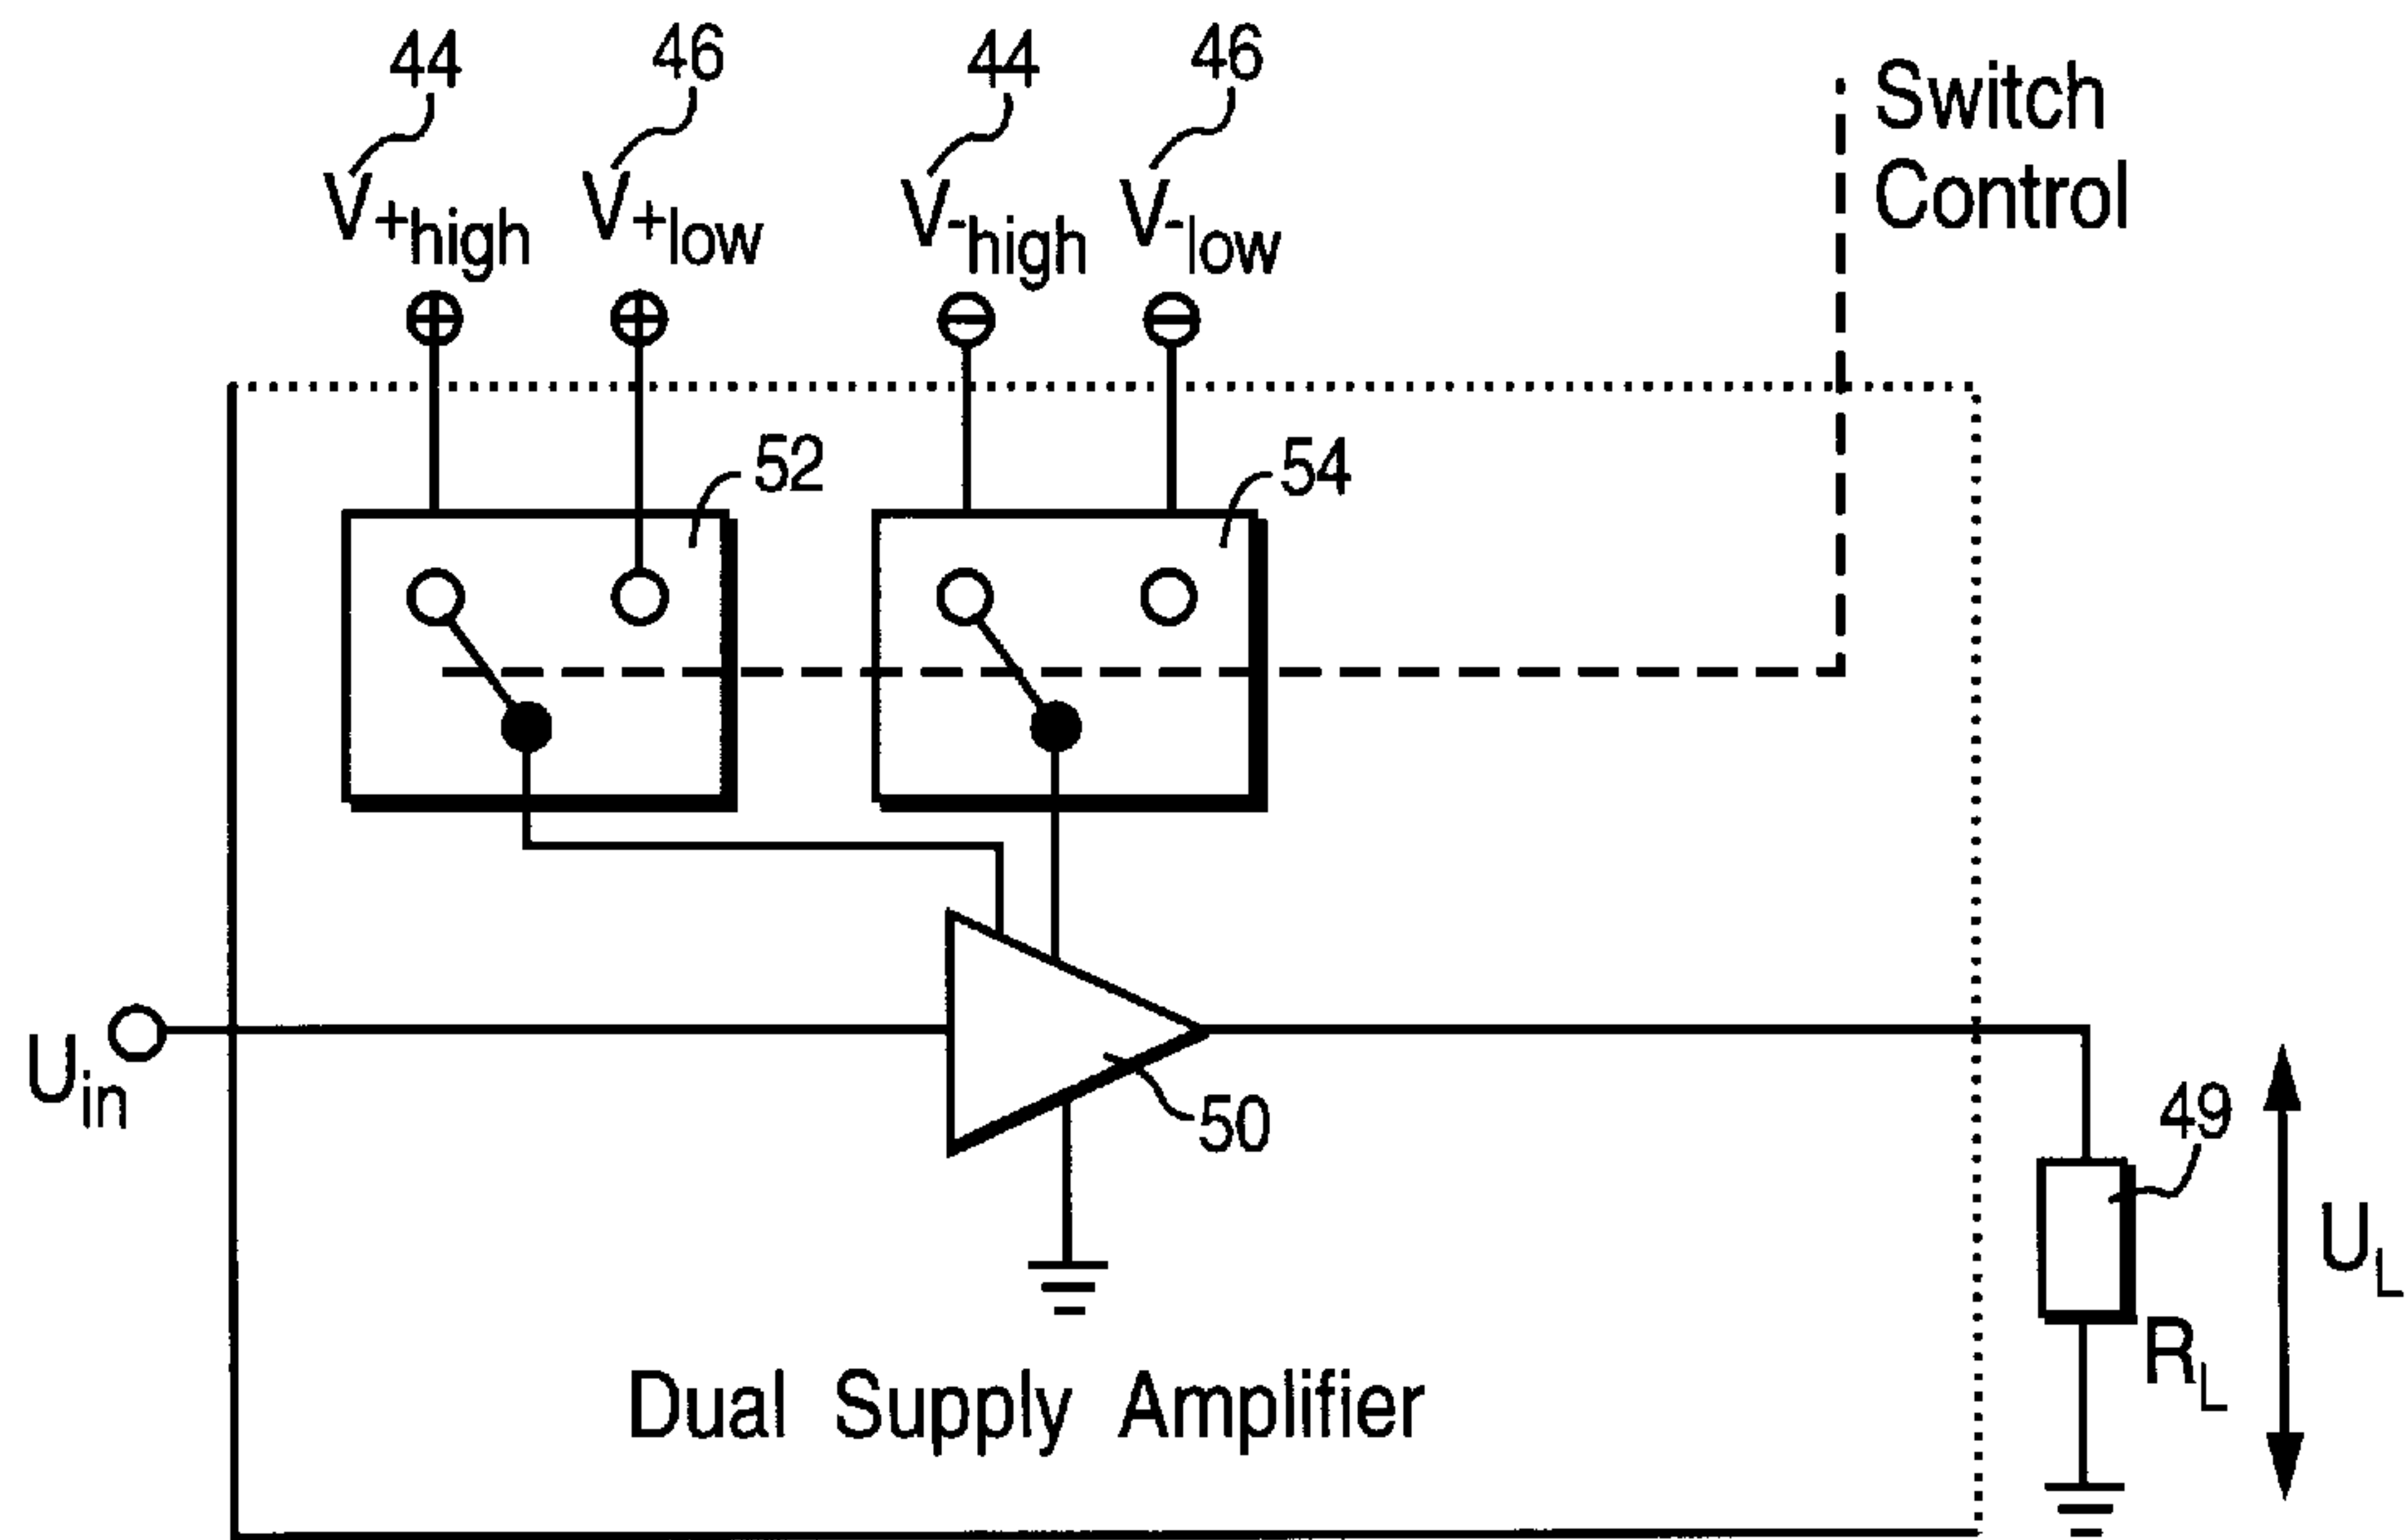 44 46 44 46
V+high V+low V-high V-low
Switch
Control
52 54
Uin
50
49
UL
RL
Dual Supply Amplifier